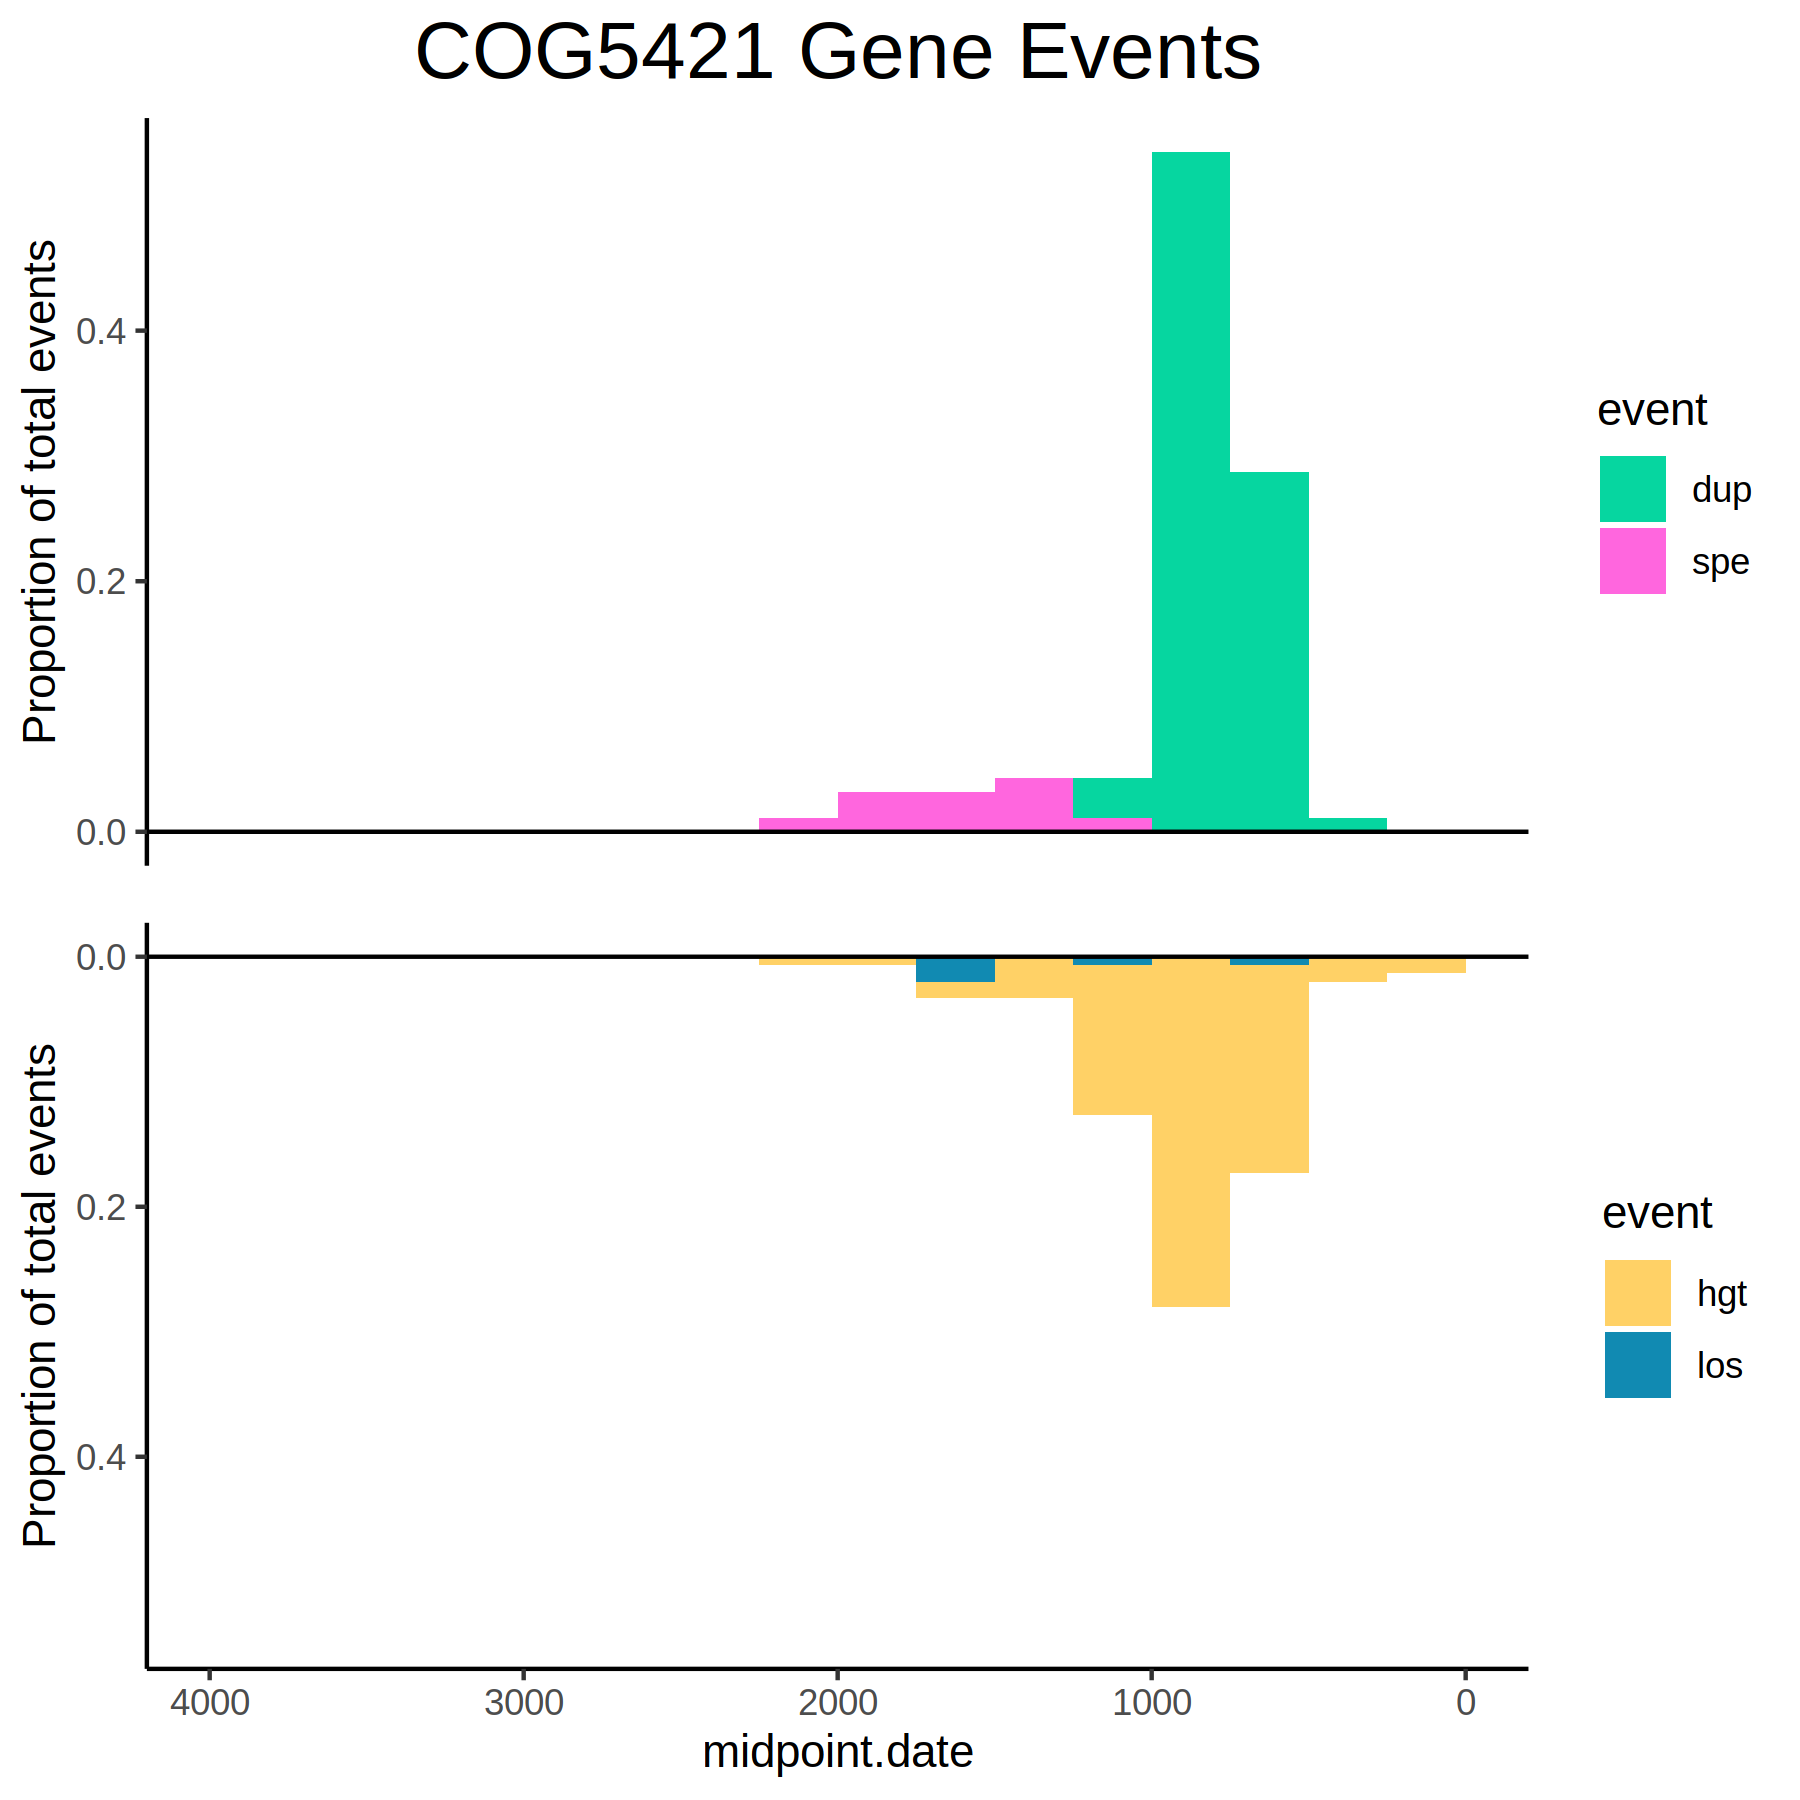 COG5421 Gene Events
Proportion of total events
0.4
0.2
0.0
event
dup
spe
Proportion of total events
0.0
0.2
0.4
event
hgt
los
4000 3000 2000 1000 0
midpoint.date